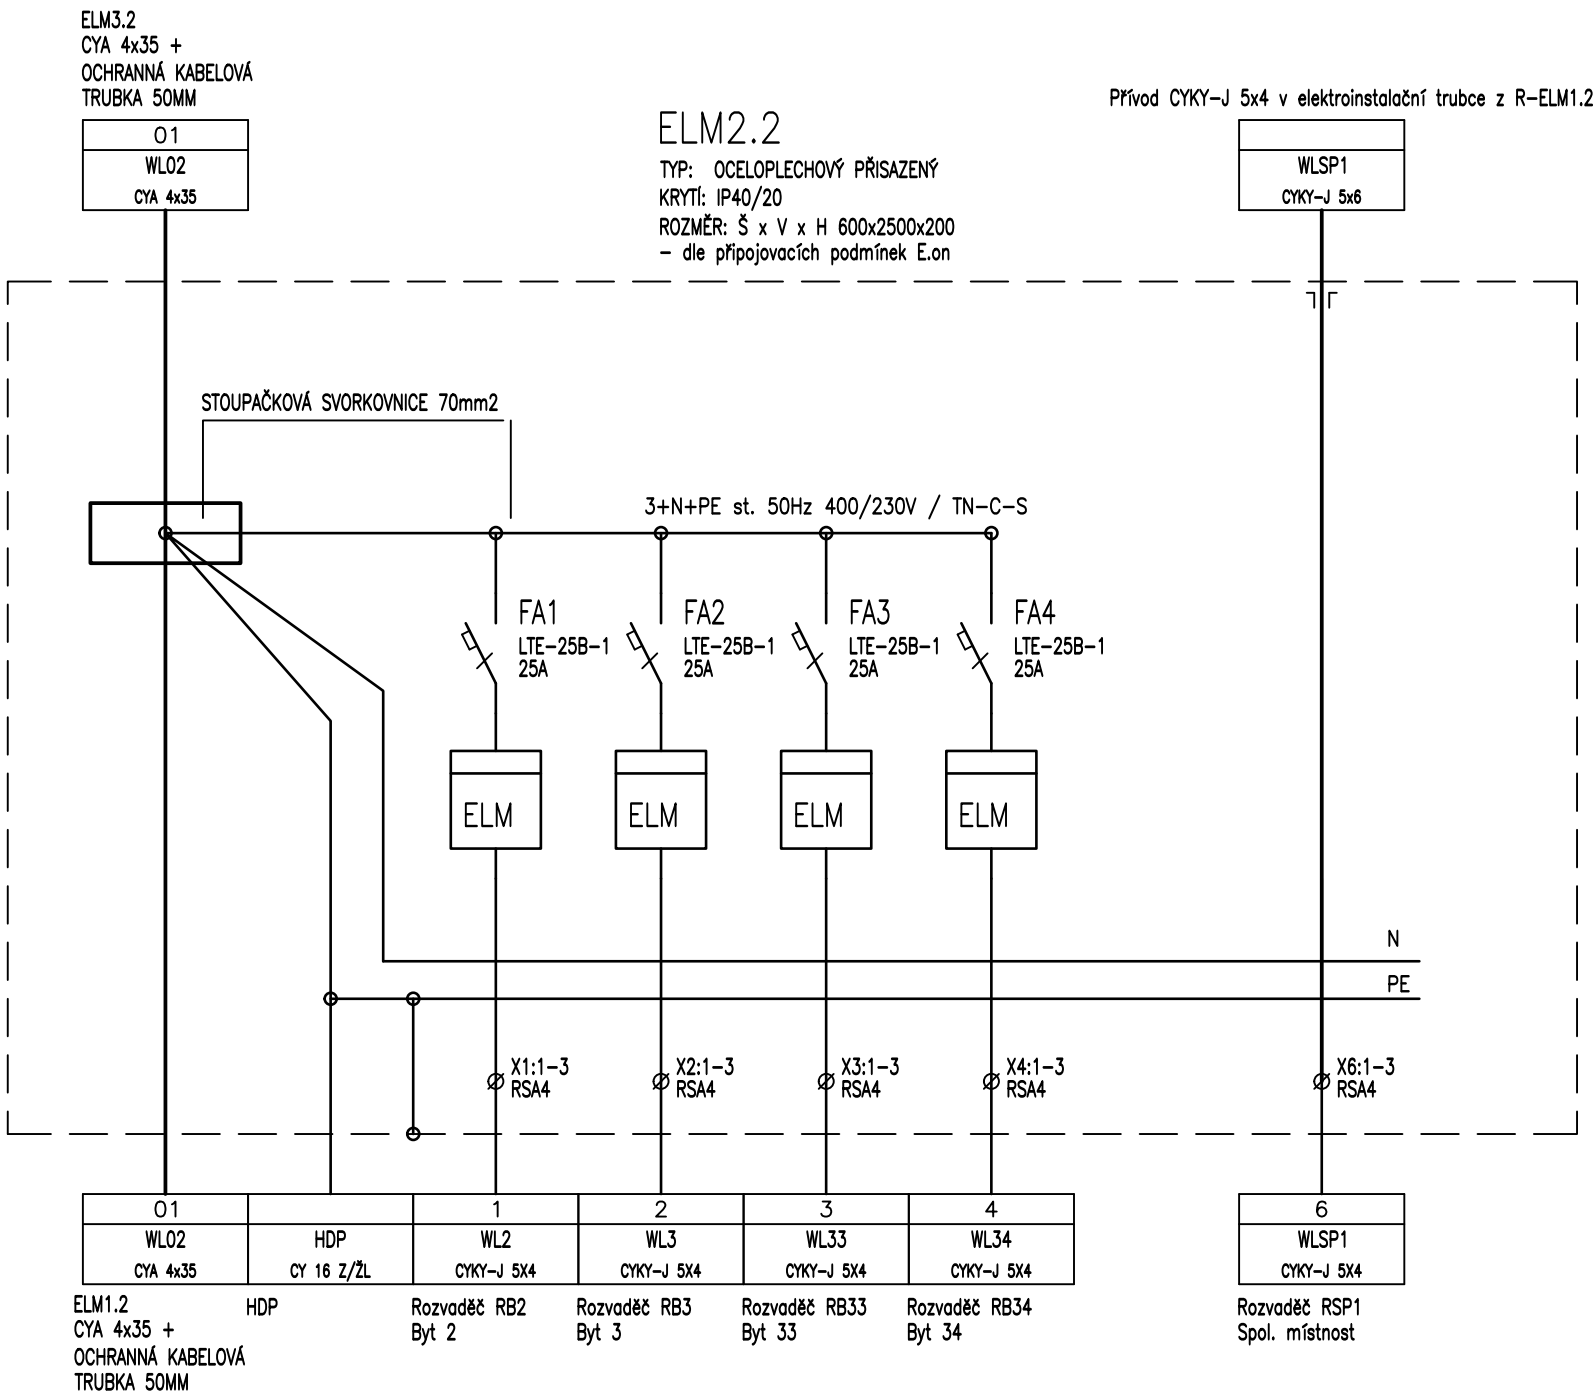 ELM3.2
CYA 4x35 +
OCHRANNÁ KABELOVÁ
TRUBKA 50MM
01
WL02
CYA 4x35
ELM2.2
TYP: OCELOPLECHOVÝ PŘISAZENÝ
KRYTÍ: IP40/20
ROZMĚR: Š x V x H 600x2500x200
- dle připojovacích podmínek E.on
Přívod CYKY-J 5x4 v elektroinstalační trubce z R-ELM1.2
WLSP1
CYKY-J 5x6
STOUPAČKOVÁ SVORKOVNICE 70mm2
3+N+PE st. 50Hz 400/230V / TN-C-S
FA1
LTE-25B-1
25A
FA2
LTE-25B-1
25A
FA3
LTE-25B-1
25A
FA4
LTE-25B-1
25A
ELM
ELM
ELM
ELM
N
PE
X1:1-3
RSA4
X2:1-3
RSA4
X3:1-3
RSA4
X4:1-3
RSA4
X6:1-3
RSA4
01
WL02
CYA 4x35
ELM1.2
CYA 4x35 +
OCHRANNÁ KABELOVÁ
TRUBKA 50MM
HDP
CY 16 Z/ŽL
HDP
1
WL2
CYKY-J 5X4
Rozvaděč RB2
Byt 2
2
WL3
CYKY-J 5X4
Rozvaděč RB3
Byt 3
3
WL33
CYKY-J 5X4
Rozvaděč RB33
Byt 33
4
WL34
CYKY-J 5X4
Rozvaděč RB34
Byt 34
6
WLSP1
CYKY-J 5X4
Rozvaděč RSP1
Spol. místnost